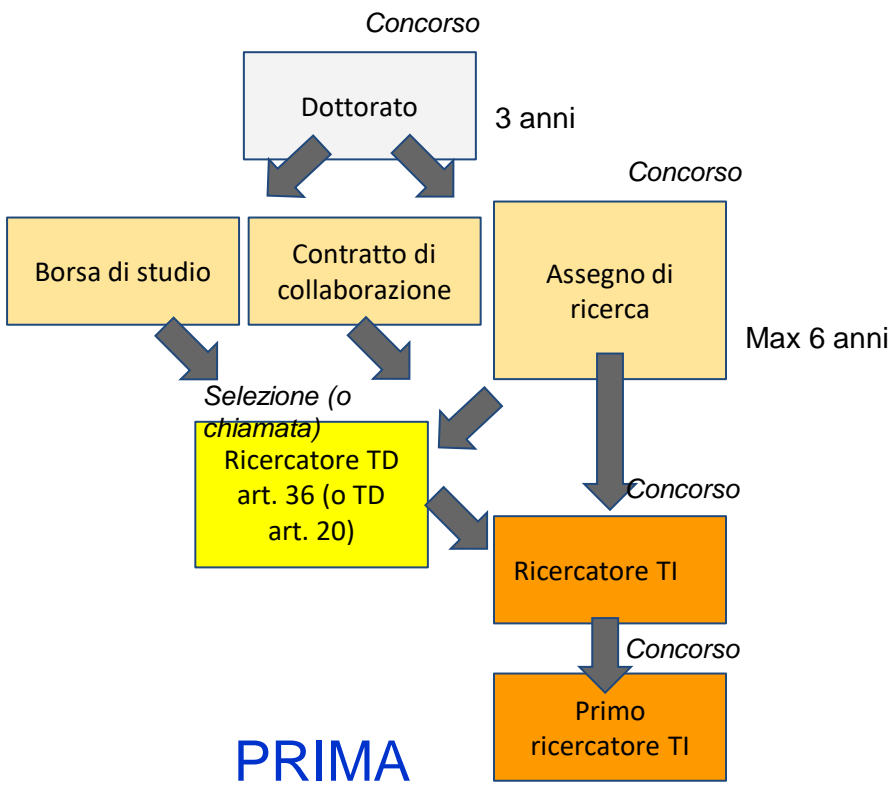 Concorso
Dottorato
3 anni
Concorso
Borsa di studio
Contratto di
collaborazione
Assegno di
ricerca
Max 6 anni
Selezione (o
chiamata)
Ricercatore TD
art. 36 (o TD
art. 20)
Concorso
Ricercatore TI
Concorso
Primo
ricercatore TI
PRIMA